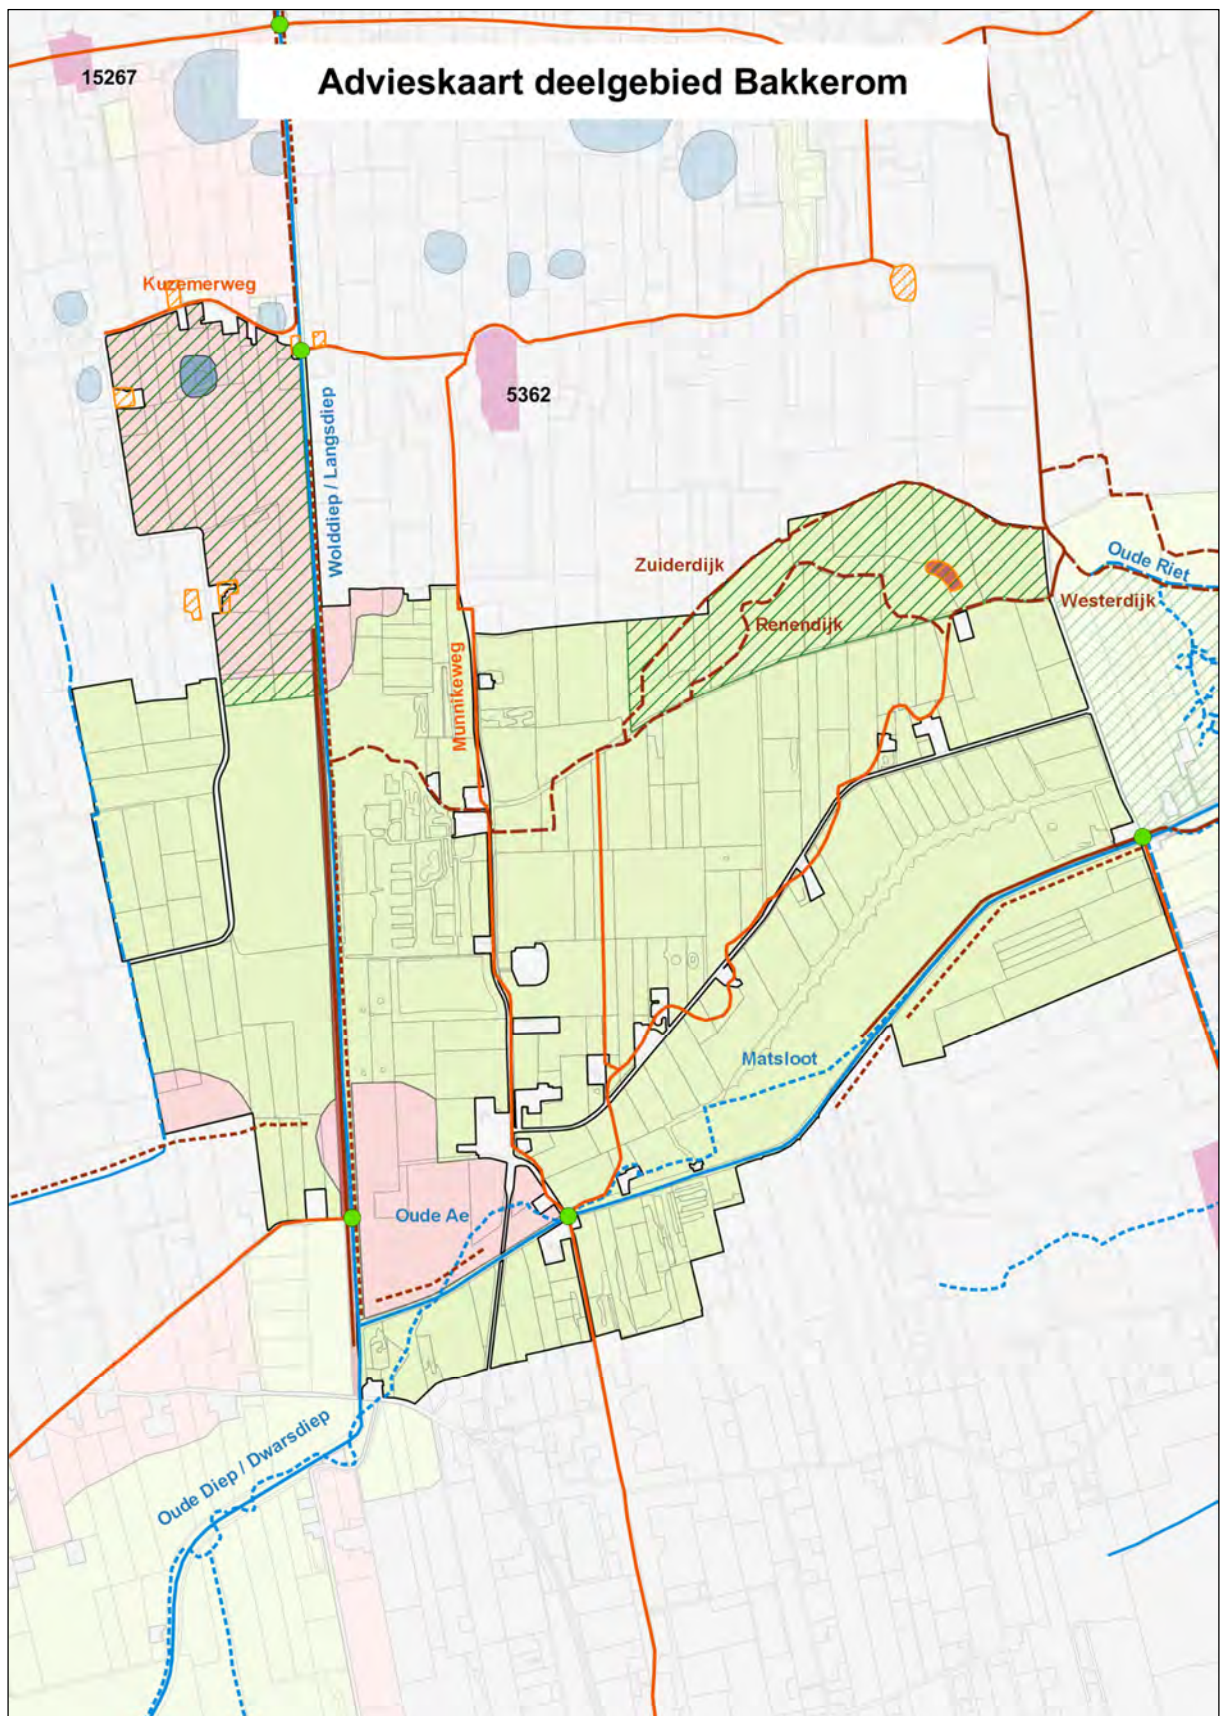 Advieskaart deelgebied Bakkerom
15267
Kuzemerweg
5362
Wolddiep / Langsdiep
Zuiderdijk
Oude Riet
Westerdijk
Renendijk
Munnikeweg
Matsloot
Oude Ae
Oude Diep / Dwarsdiep